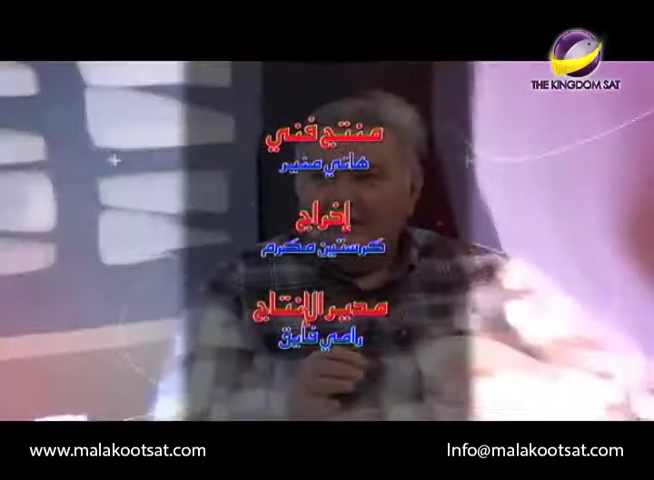 THE KINGDOM SAT
منتج فني
هاني منير
إخراج
كرستين مكرم
مدير الإنتاج
رامي فايق
www.malakootsat.com
Info@malakootsat.com